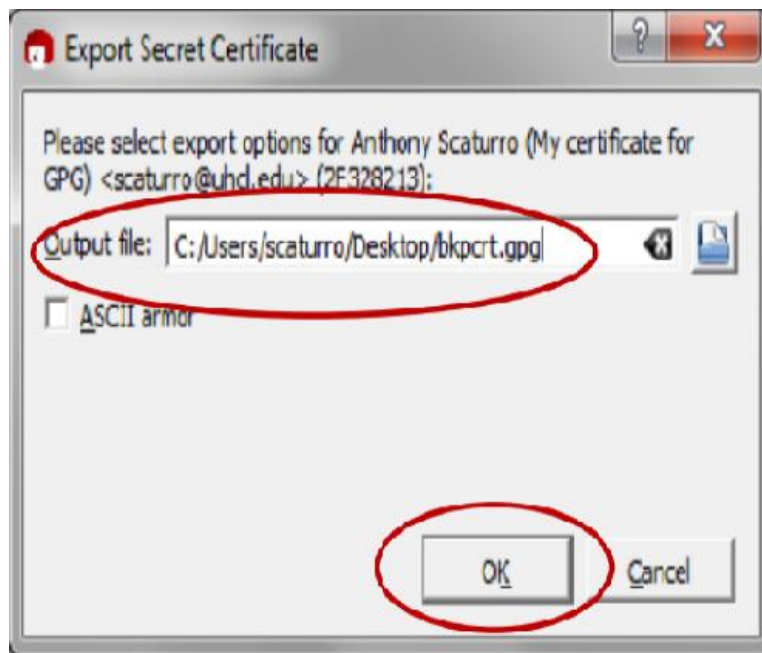 Export Secret Certificate
Please select export options for Anthony Scaturro (My certificate for
GPG) <scaturro@uhd.edu> (2F328213):
Output file: C:/Users/scaturro/Desktop/bkpcrt.gpg
ASCII armor
OK Cancel